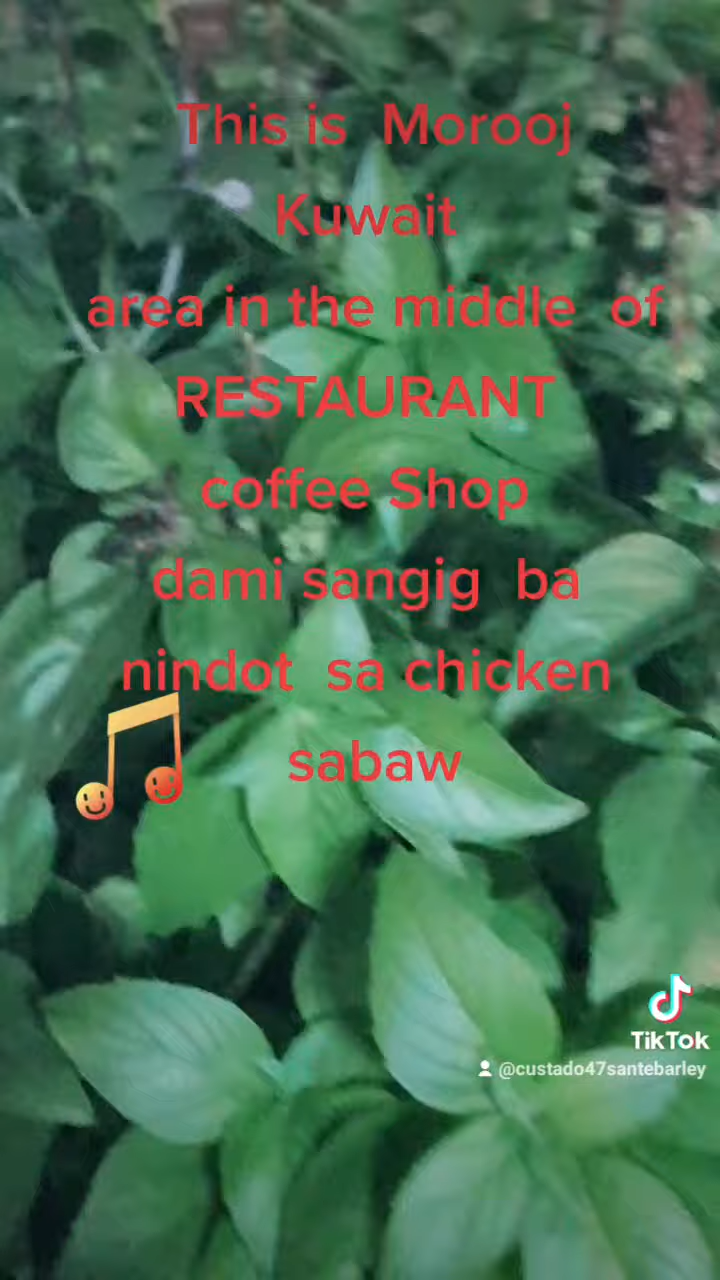 This is Morooj
Kuwait
area in the middle of
RESTAURANT
coffee Shop
dami sangig ba
nindot sa chicken
sabaw
TikTok
@custado47santebarley